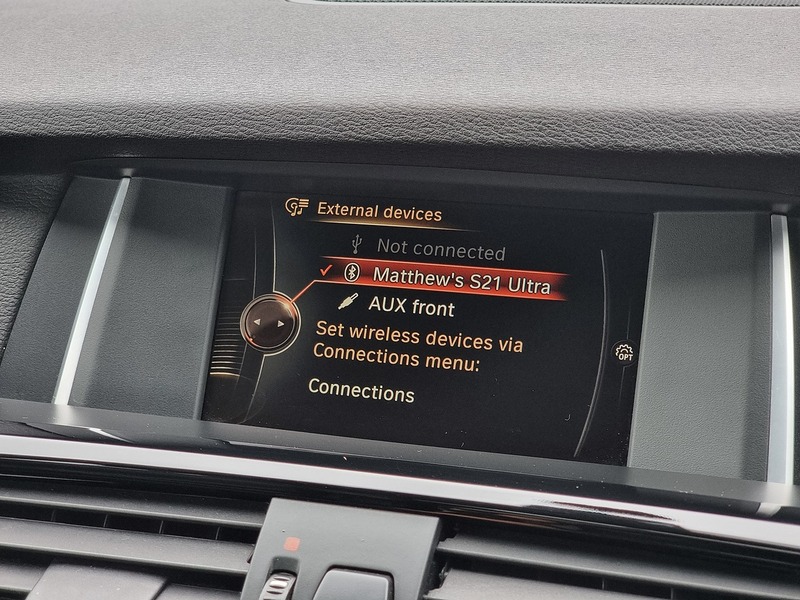 External devices
Not connected
Matthew's S21 Ultra
AUX front
Set wireless devices via
Connections menu:
OPT
Connections